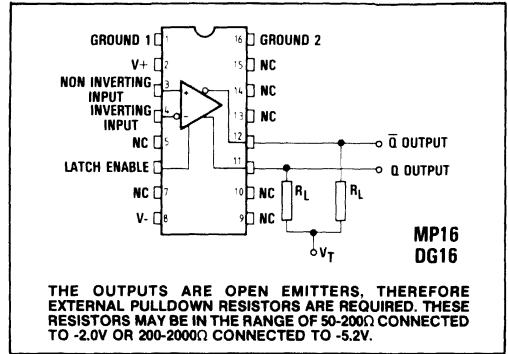 GROUND 1 1 16 GROUND 2
V+ 2 15 NC
NON INVERTING INPUT 3 + 14 NC
INVERTING INPUT 4 − 13 NC
NC 5 12 Q̅ OUTPUT
LATCH ENABLE 11 Q OUTPUT
NC 7 10 NC RL RL
V- 8 9 NC
VT
MP16
DG16
THE OUTPUTS ARE OPEN EMITTERS, THEREFORE
EXTERNAL PULLDOWN RESISTORS ARE REQUIRED. THESE
RESISTORS MAY BE IN THE RANGE OF 50-200Ω CONNECTED
TO -2.0V OR 200-2000Ω CONNECTED TO -5.2V.